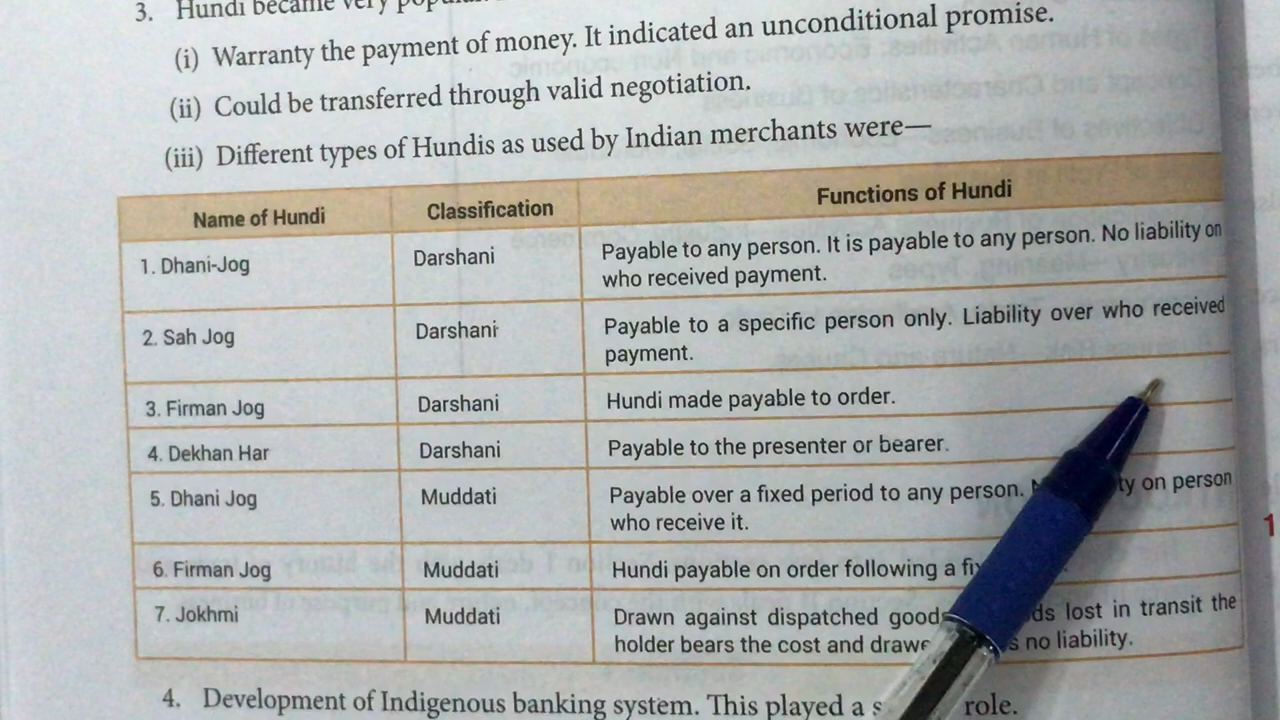 3. Hundi became very
(i) Warranty the payment of money. It indicated an unconditional promise.
(ii) Could be transferred through valid negotiation.
(iii) Different types of Hundis as used by Indian merchants were—
Name of Hundi Classification Functions of Hundi
1. Dhani-Jog Darshani Payable to any person. It is payable to any person. No liability on
who received payment.
2. Sah Jog Darshani Payable to a specific person only. Liability over who received
payment.
3. Firman Jog Darshani Hundi made payable to order.
4. Dekhan Har Darshani Payable to the presenter or bearer.
5. Dhani Jog Muddati Payable over a fixed period to any person. on person
who receive it.
6. Firman Jog Muddati Hundi payable on order following a
7. Jokhmi Muddati Drawn against dispatched lost in transit the
holder bears the cost and no liability.
4. Development of Indigenous banking system. This played a role.
1